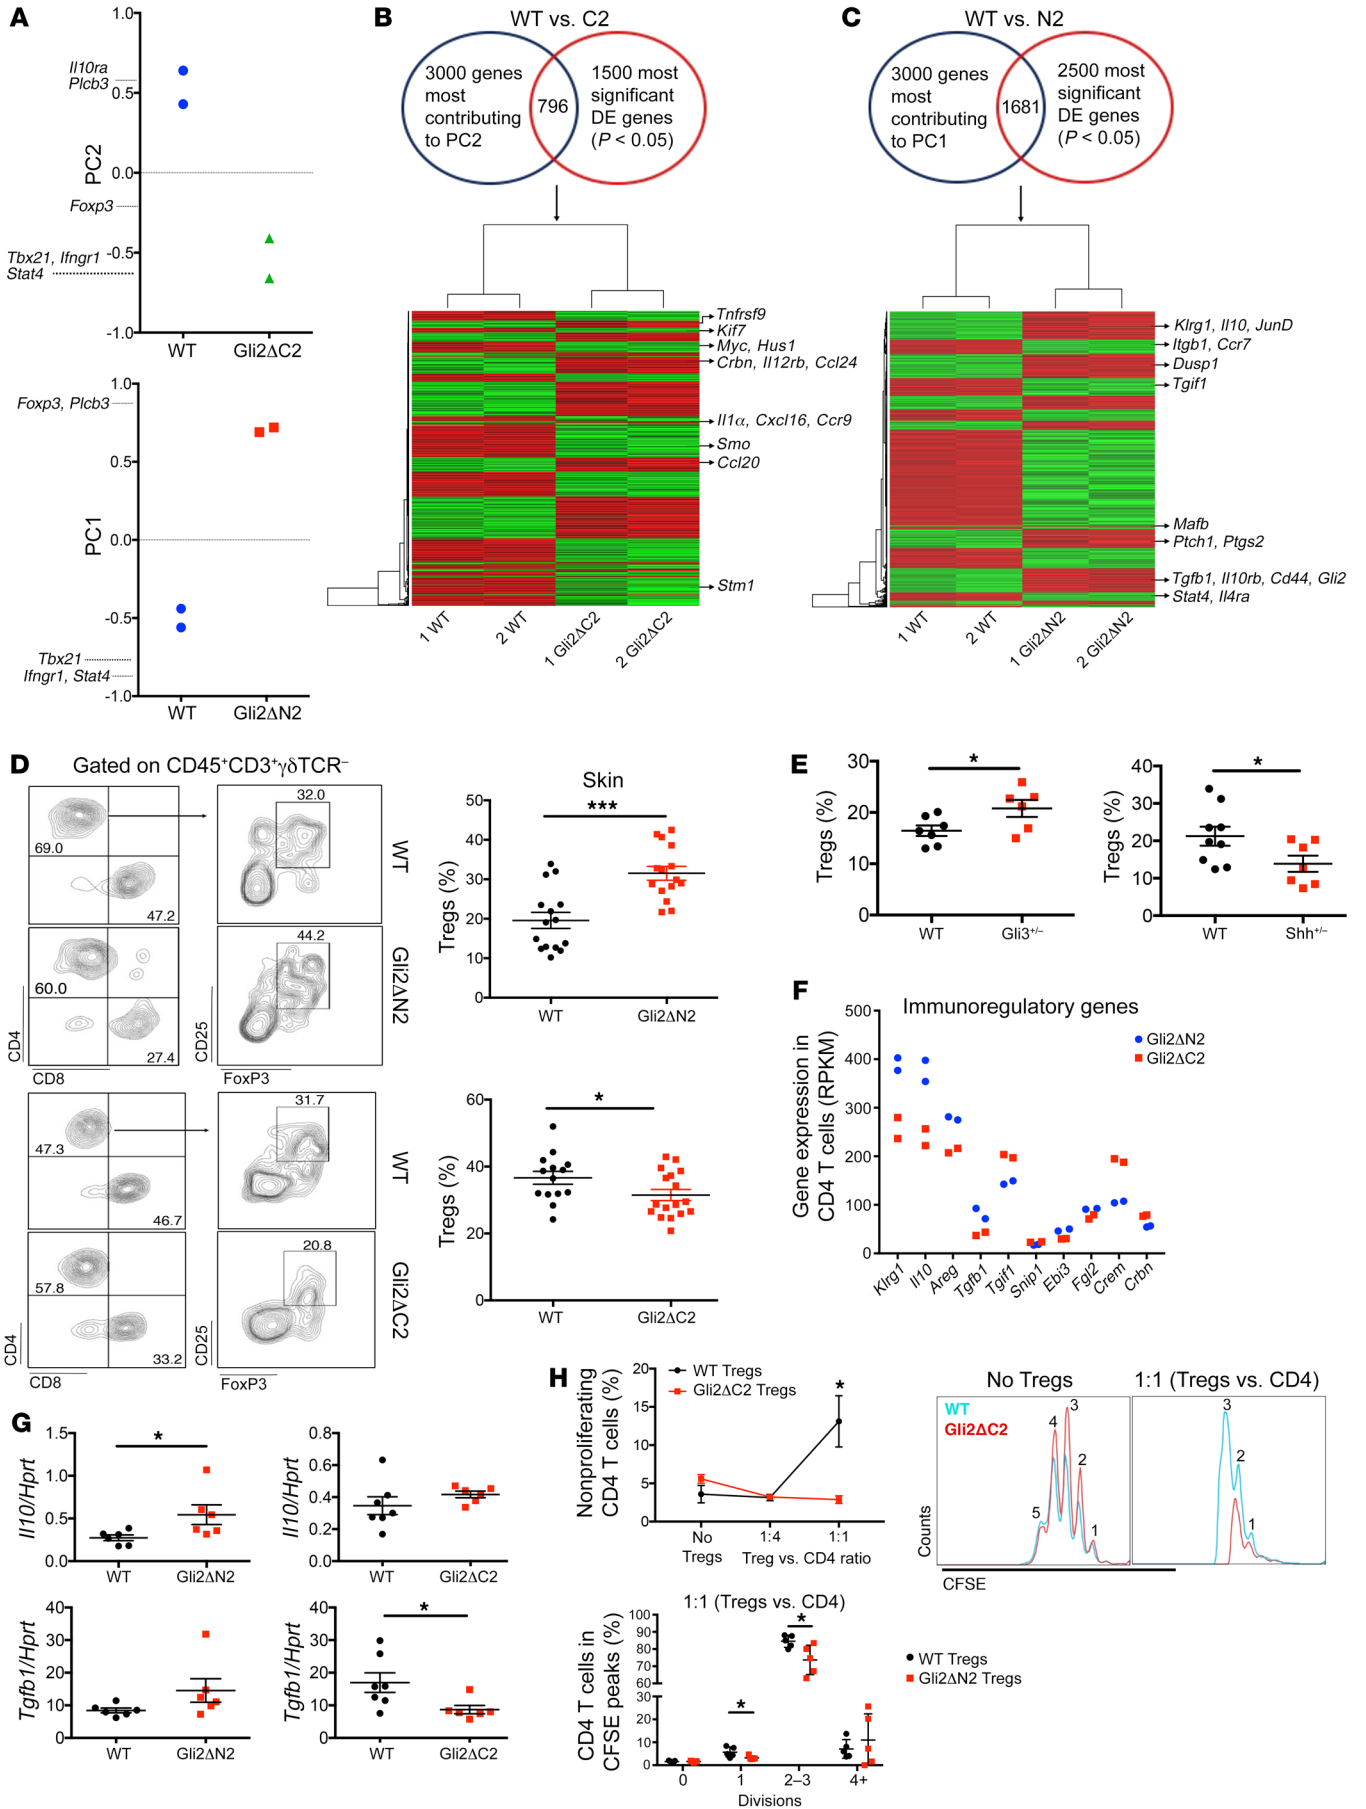 A
1.0
Il10ra
Plcb3
0.5
PC2
0.0
Foxp3
Tbx21, Ifngr1
-0.5
Stat4
-1.0
WT Gli2ΔC2
1.0
Foxp3, Plcb3
0.5
PC1
0.0
-0.5
Tbx21
Ifngr1, Stat4
-1.0
WT Gli2ΔN2
B
WT vs. C2
3000 genes
most
contributing
to PC2
796
1500 most
significant
DE genes
(P < 0.05)
Tnfrsf9
Kif7
Myc, Hus1
Crbn, Il12rb, Ccl24
Il1α, Cxcl16, Ccr9
Smo
Ccl20
Stm1
1 WT
2 WT
1 Gli2ΔC2
2 Gli2ΔC2
C
WT vs. N2
3000 genes
most
contributing
to PC1
1681
2500 most
significant
DE genes
(P < 0.05)
Klrg1, Il10, JunD
Itgb1, Ccr7
Dusp1
Tgif1
Mafb
Ptch1, Ptgs2
Tgfb1, Il10rb, Cd44, Gli2
Stat4, Il4ra
1 WT
2 WT
1 Gli2ΔN2
2 Gli2ΔN2
D
Gated on CD45+CD3+γδTCR–
69.0
47.2
32.0
WT
60.0
27.4
44.2
Gli2ΔN2
CD4
CD8
CD25
FoxP3
47.3
46.7
31.7
WT
57.8
33.2
20.8
Gli2ΔC2
CD4
CD8
CD25
FoxP3
Skin
***
50
40
30
20
10
0
Tregs (%)
WT Gli2ΔN2
*
60
40
20
0
Tregs (%)
WT Gli2ΔC2
E
*
30
20
10
0
Tregs (%)
WT Gli3+/–
*
40
30
20
10
0
Tregs (%)
WT Shh+/–
F
Immunoregulatory genes
Gli2ΔN2
Gli2ΔC2
500
400
300
200
100
0
Gene expression in
CD4 T cells (RPKM)
Klrg1
Il10
Areg
Tgfb1
Tgif1
Snip1
Ebi3
Fgl2
Crem
Crbn
G
*
1.5
1.0
0.5
0.0
Il10/Hprt
WT Gli2ΔN2
0.8
0.6
0.4
0.2
0.0
Il10/Hprt
WT Gli2ΔC2
40
30
20
10
0
Tgfb1/Hprt
WT Gli2ΔN2
*
40
30
20
10
0
Tgfb1/Hprt
WT Gli2ΔC2
H
WT Tregs
Gli2ΔC2 Tregs
*
20
15
10
5
0
Nonproliferating
CD4 T cells (%)
No
Tregs
1:4
1:1
Treg vs. CD4 ratio
No Tregs
1:1 (Tregs vs. CD4)
WT
Gli2ΔC2
5
4
3
2
1
3
2
1
Counts
CFSE
1:1 (Tregs vs. CD4)
100
90
80
70
60
30
20
10
0
CD4 T cells in
CFSE peaks (%)
*
*
0 1 2–3 4+
Divisions
WT Tregs
Gli2ΔN2 Tregs